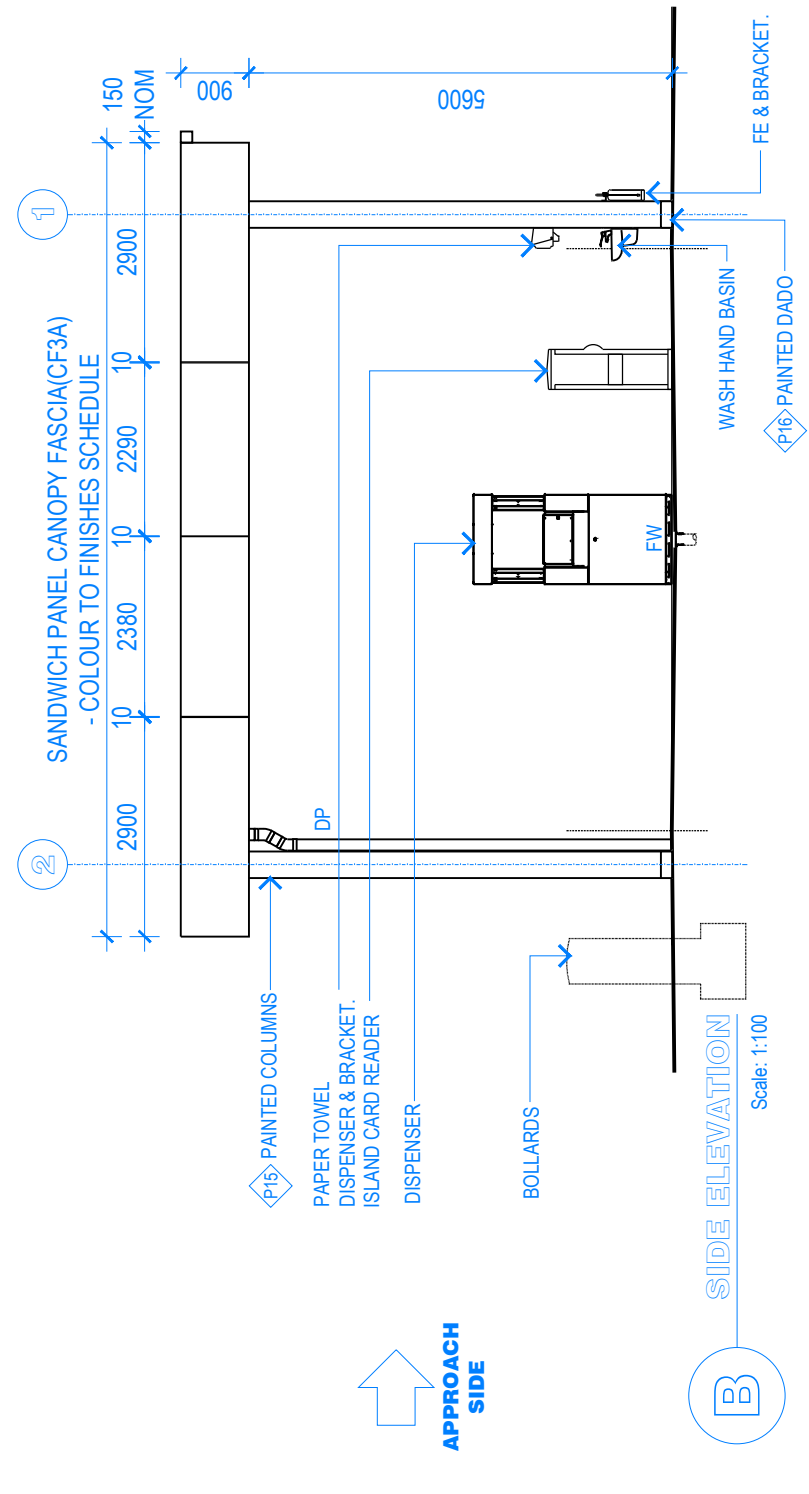 SANDWICH PANEL CANOPY FASCIA(CF3A)
- COLOUR TO FINISHES SCHEDULE
2
1
2900
10
2380
10
2290
10
2900
150
NOM
900
5600
DP
P15 PAINTED COLUMNS
PAPER TOWEL
DISPENSER & BRACKET.
ISLAND CARD READER
DISPENSER
BOLLARDS
FW
WASH HAND BASIN
P16 PAINTED DADO
FE & BRACKET.
APPROACH
SIDE
B
SIDE ELEVATION
Scale: 1:100